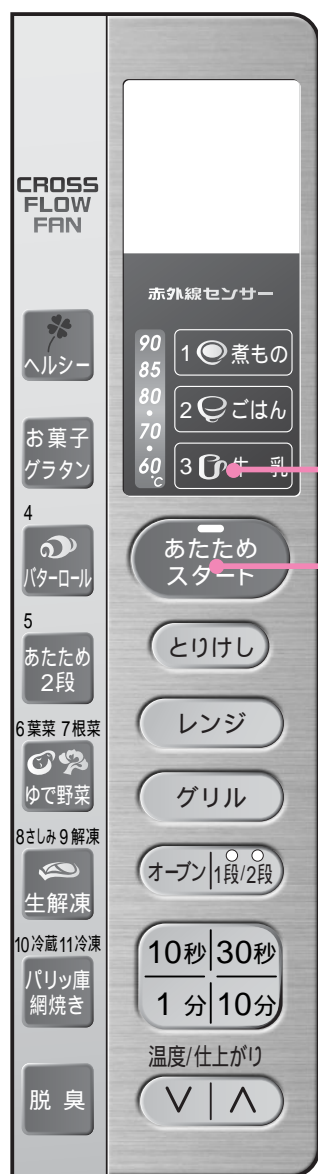 CROSS
FLOW
FAN
赤外線センサー
90
85
80
・
70
・
60
℃
1 煮もの
2 ごはん
3 牛 乳
ヘルシー
お菓子
グラタン
4
バターロール
5
あたため
2段
6葉菜 7根菜
ゆで野菜
8さしみ 9解凍
生解凍
10冷蔵11冷凍
パリッ庫
網焼き
脱 臭
あたため
スタート
とりけし
レンジ
グリル
オーブン 1段/2段
10秒 30秒
1 分 10分
温度/仕上がり